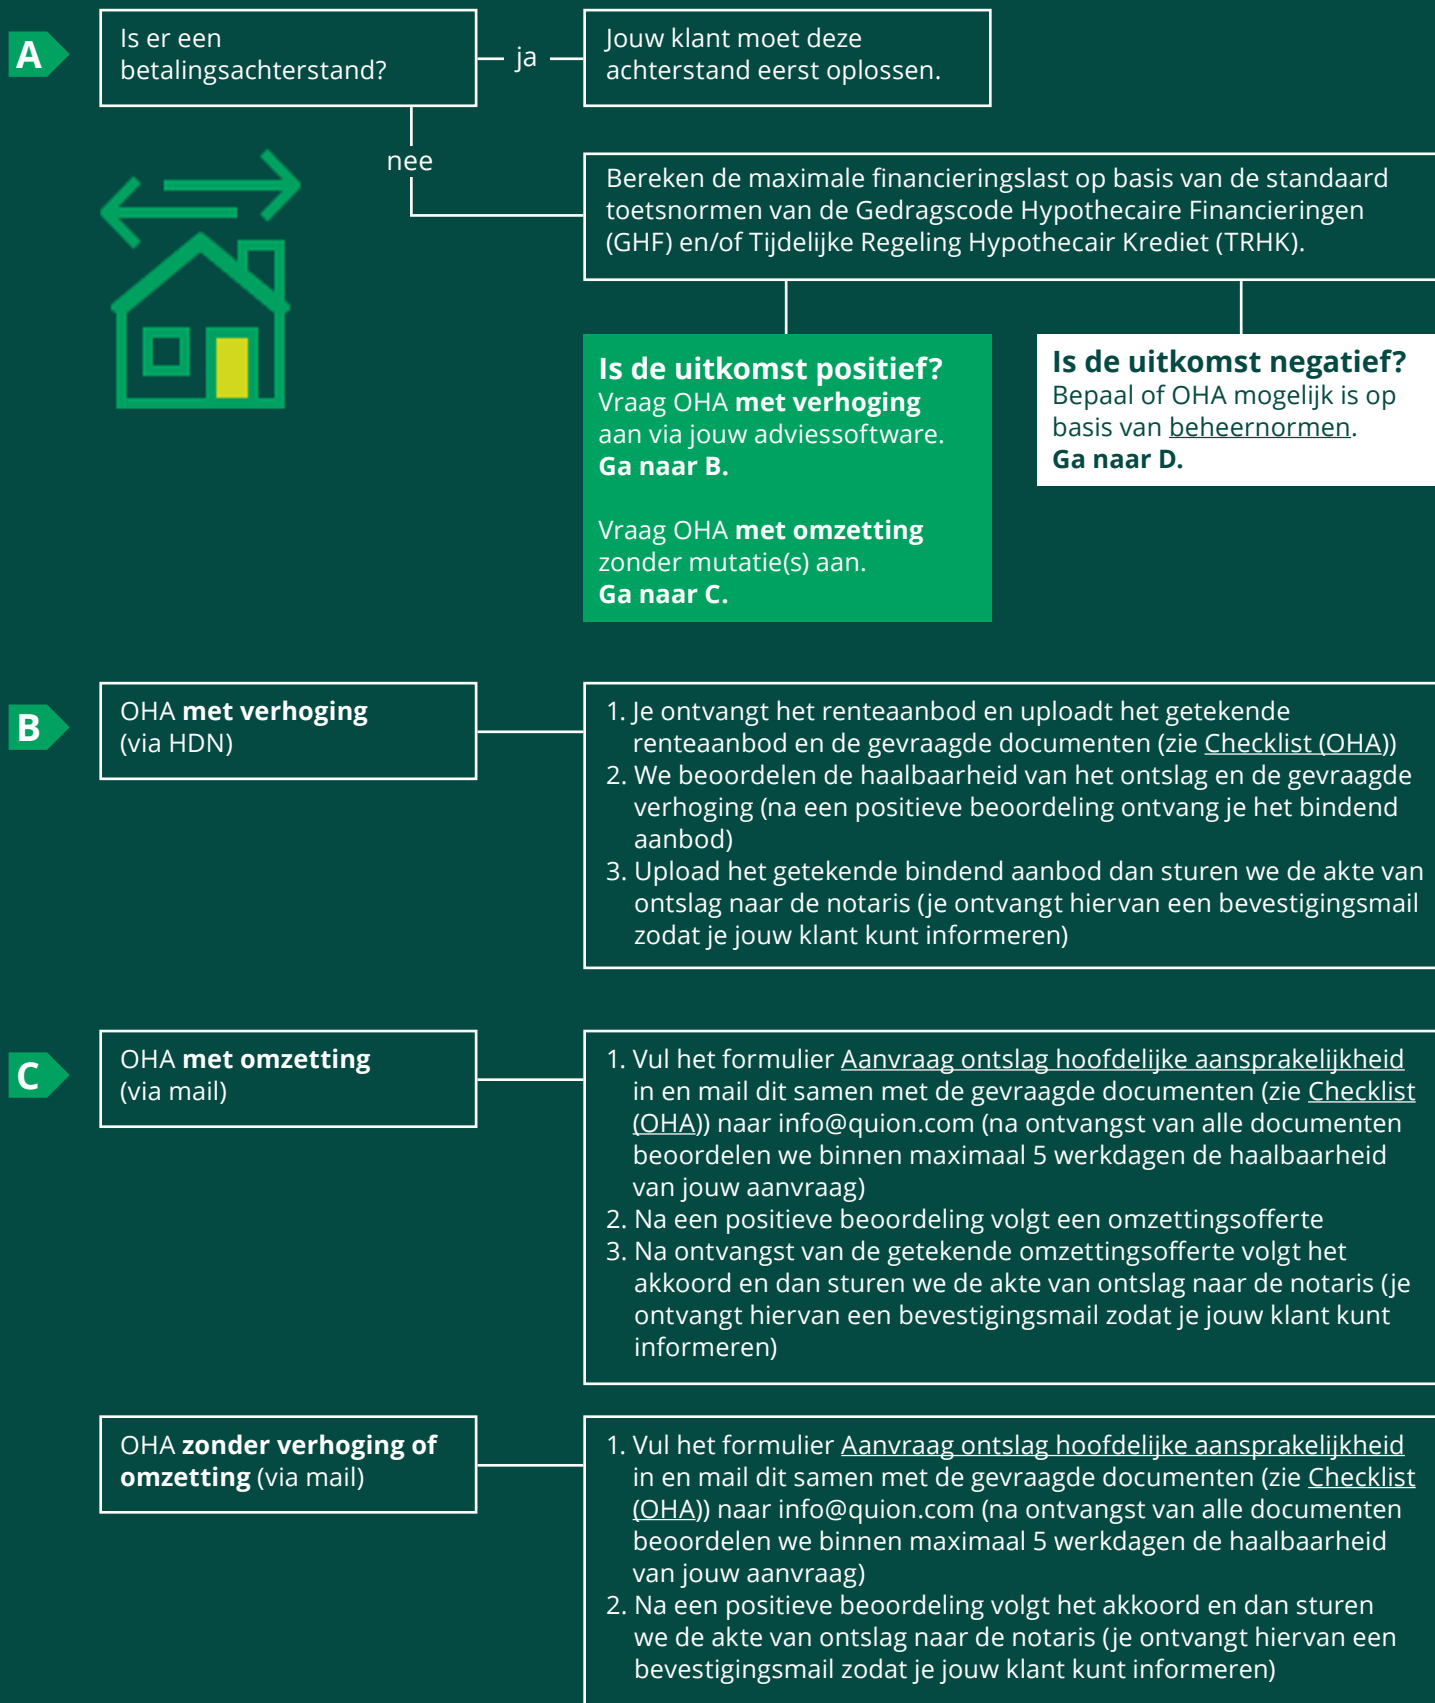 A
Is er een
betalingsachterstand?
ja
Jouw klant moet deze
achterstand eerst oplossen.
nee
Bereken de maximale financieringslast op basis van de standaard
toetsnormen van de Gedragscode Hypothecaire Financieringen
(GHF) en/of Tijdelijke Regeling Hypothecair Krediet (TRHK).
Is de uitkomst positief?
Vraag OHA met verhoging
aan via jouw adviessoftware.
Ga naar B.
Vraag OHA met omzetting
zonder mutatie(s) aan.
Ga naar C.
Is de uitkomst negatief?
Bepaal of OHA mogelijk is op
basis van beheernormen.
Ga naar D.
B
OHA met verhoging
(via HDN)
1. Je ontvangt het renteaanbod en uploadt het getekende
renteaanbod en de gevraagde documenten (zie Checklist (OHA))
2. We beoordelen de haalbaarheid van het ontslag en de gevraagde
verhoging (na een positieve beoordeling ontvang je het bindend
aanbod)
3. Upload het getekende bindend aanbod dan sturen we de akte van
ontslag naar de notaris (je ontvangt hiervan een bevestigingsmail
zodat je jouw klant kunt informeren)
C
OHA met omzetting
(via mail)
1. Vul het formulier Aanvraag ontslag hoofdelijke aansprakelijkheid
in en mail dit samen met de gevraagde documenten (zie Checklist
(OHA)) naar info@quion.com (na ontvangst van alle documenten
beoordelen we binnen maximaal 5 werkdagen de haalbaarheid
van jouw aanvraag)
2. Na een positieve beoordeling volgt een omzettingsofferte
3. Na ontvangst van de getekende omzettingsofferte volgt het
akkoord en dan sturen we de akte van ontslag naar de notaris (je
ontvangt hiervan een bevestigingsmail zodat je jouw klant kunt
informeren)
OHA zonder verhoging of
omzetting (via mail)
1. Vul het formulier Aanvraag ontslag hoofdelijke aansprakelijkheid
in en mail dit samen met de gevraagde documenten (zie Checklist
(OHA)) naar info@quion.com (na ontvangst van alle documenten
beoordelen we binnen maximaal 5 werkdagen de haalbaarheid
van jouw aanvraag)
2. Na een positieve beoordeling volgt het akkoord en dan sturen
we de akte van ontslag naar de notaris (je ontvangt hiervan een
bevestigingsmail zodat je jouw klant kunt informeren)